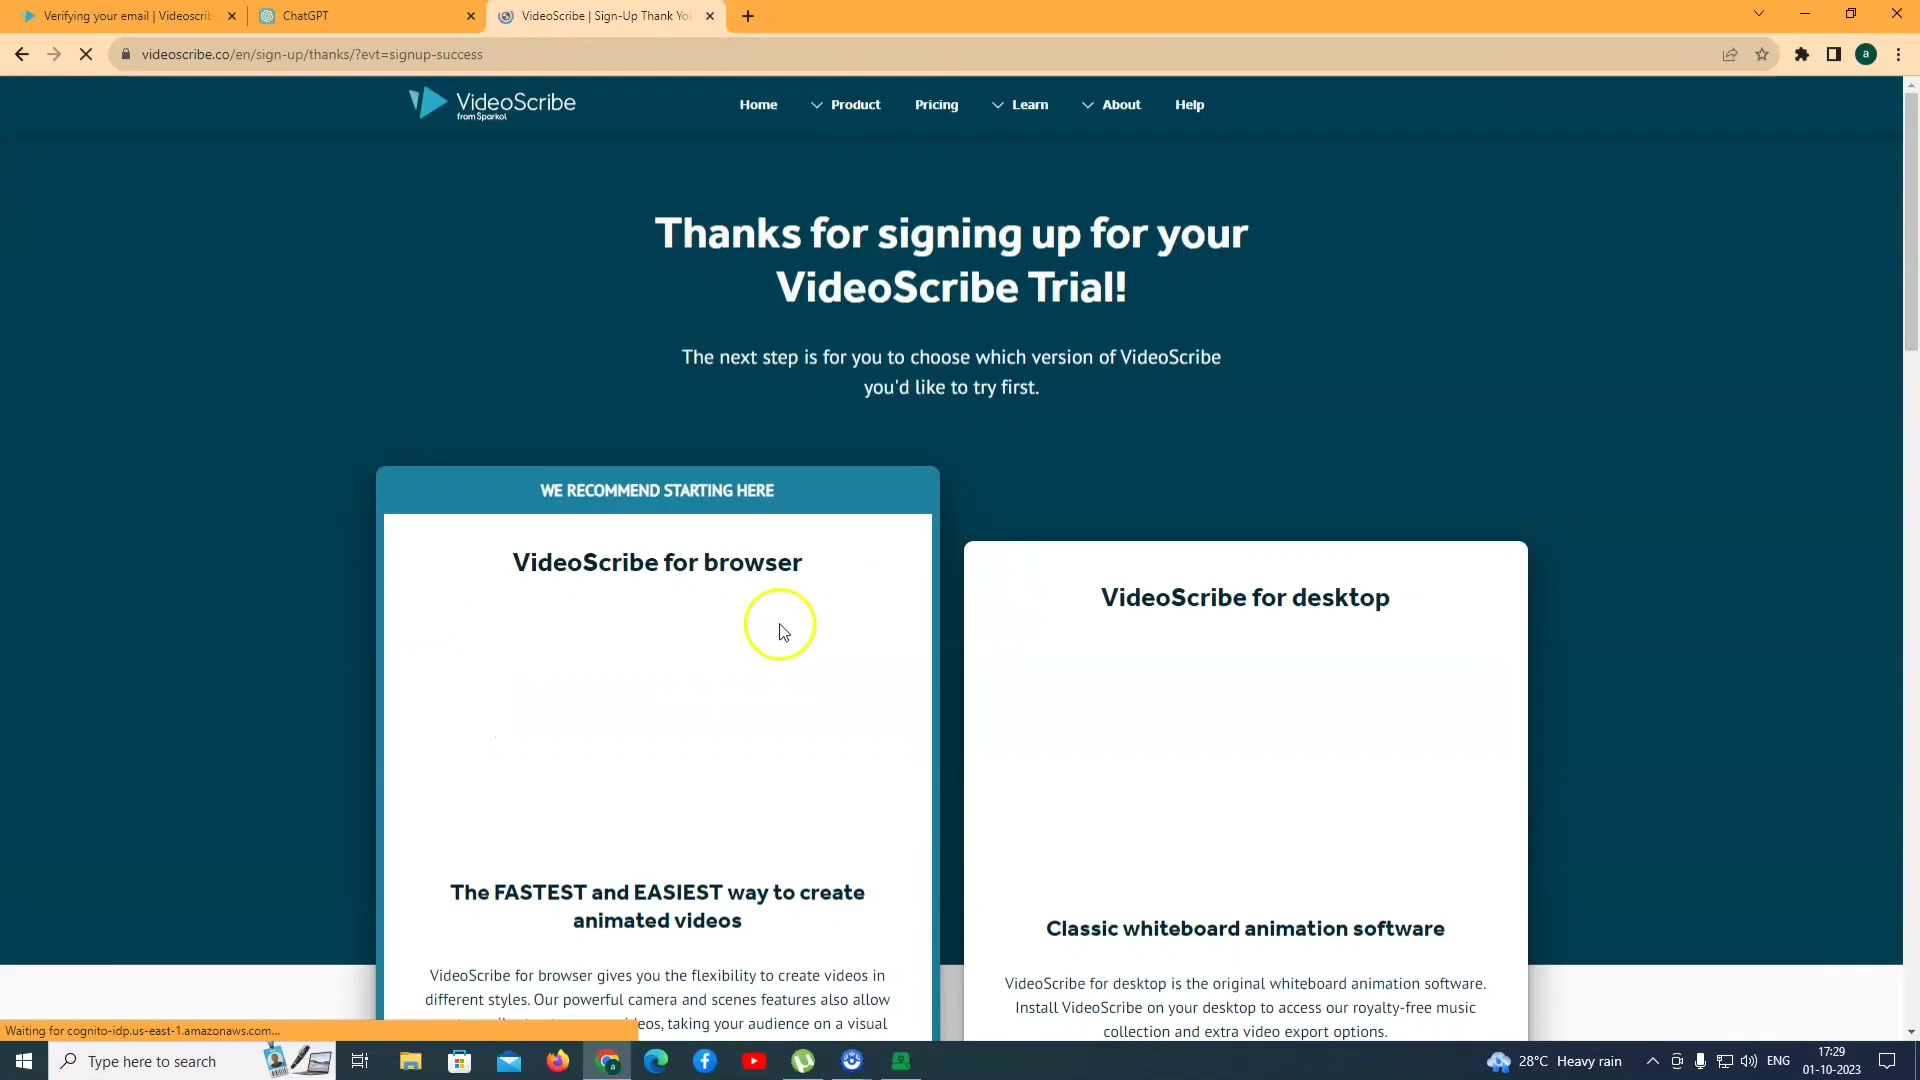 Verifying your email | Videoscrib
ChatGPT
VideoScribe | Sign-Up Thank Yo
videoscribe.co/en/sign-up/thanks/?evt=signup-success
a
VideoScribe
from Sparkol
Home
Product
Pricing
Learn
About
Help
Thanks for signing up for your
VideoScribe Trial!
The next step is for you to choose which version of VideoScribe
you'd like to try first.
WE RECOMMEND STARTING HERE
VideoScribe for browser
The FASTEST and EASIEST way to create
animated videos
VideoScribe for browser gives you the flexibility to create videos in
different styles. Our powerful camera and scenes features also allow
eos, taking your audience on a visual
VideoScribe for desktop
Classic whiteboard animation software
VideoScribe for desktop is the original whiteboard animation software.
Install VideoScribe on your desktop to access our royalty-free music
collection and extra video export options.
Waiting for cognito-idp.us-east-1.amazonaws.com...
Type here to search
28°C Heavy rain
ENG
17:29
01-10-2023